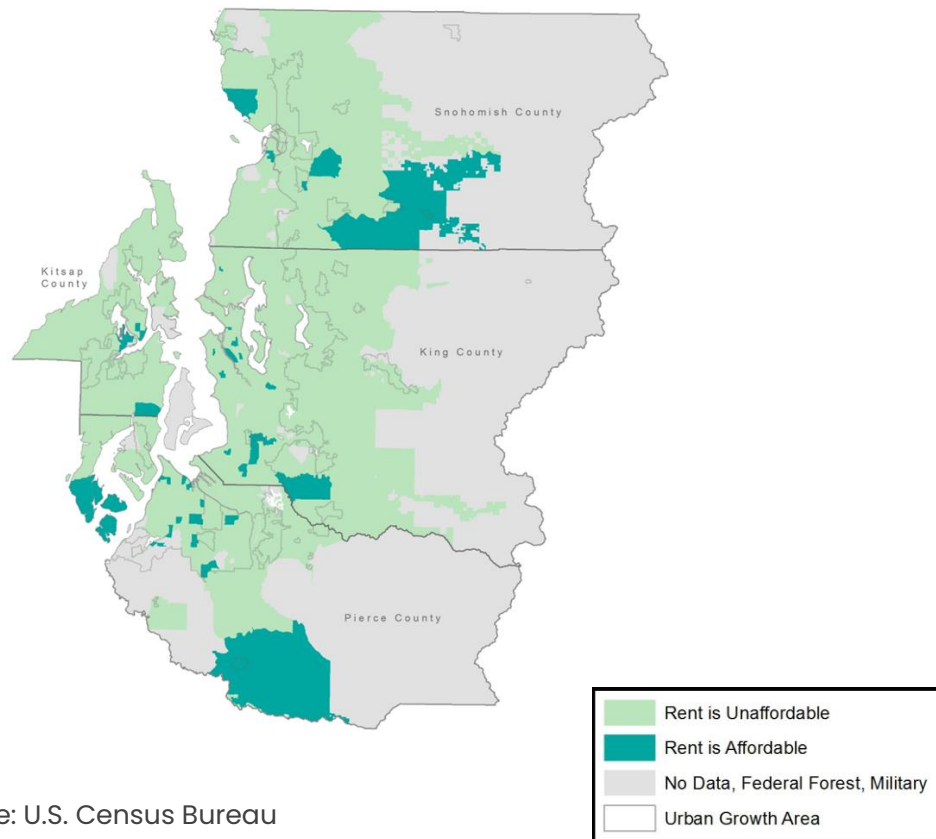 Snohomish County
Kitsap
County
King County
Pierce County
Rent is Unaffordable
Rent is Affordable
No Data, Federal Forest, Military
Urban Growth Area
e: U.S. Census Bureau